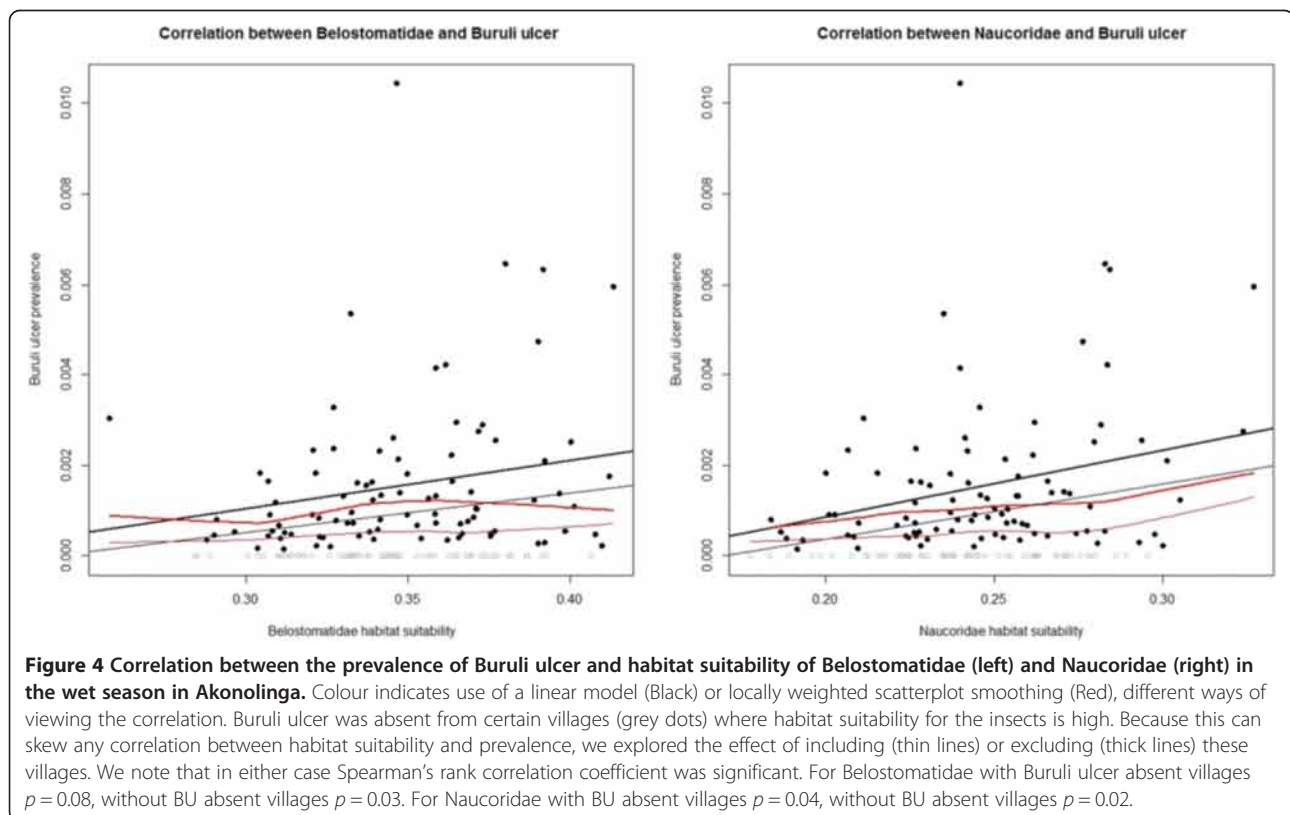 Correlation between Belostomatidae and Buruli ulcer
Buruli ulcer prevalence
0.010
0.008
0.006
0.004
0.002
0.000
0.30
0.35
0.40
Belostomatidae habitat suitability
Correlation between Naucoridae and Buruli ulcer
Buruli ulcer prevalence
0.010
0.008
0.006
0.004
0.002
0.000
0.20
0.25
0.30
Naucoridae habitat suitability
Figure 4 Correlation between the prevalence of Buruli ulcer and habitat suitability of Belostomatidae (left) and Naucoridae (right) in
the wet season in Akonolinga. Colour indicates use of a linear model (Black) or locally weighted scatterplot smoothing (Red), different ways of
viewing the correlation. Buruli ulcer was absent from certain villages (grey dots) where habitat suitability for the insects is high. Because this can
skew any correlation between habitat suitability and prevalence, we explored the effect of including (thin lines) or excluding (thick lines) these
villages. We note that in either case Spearman's rank correlation coefficient was significant. For Belostomatidae with Buruli ulcer absent villages
p = 0.08, without BU absent villages p = 0.03. For Naucoridae with BU absent villages p = 0.04, without BU absent villages p = 0.02.